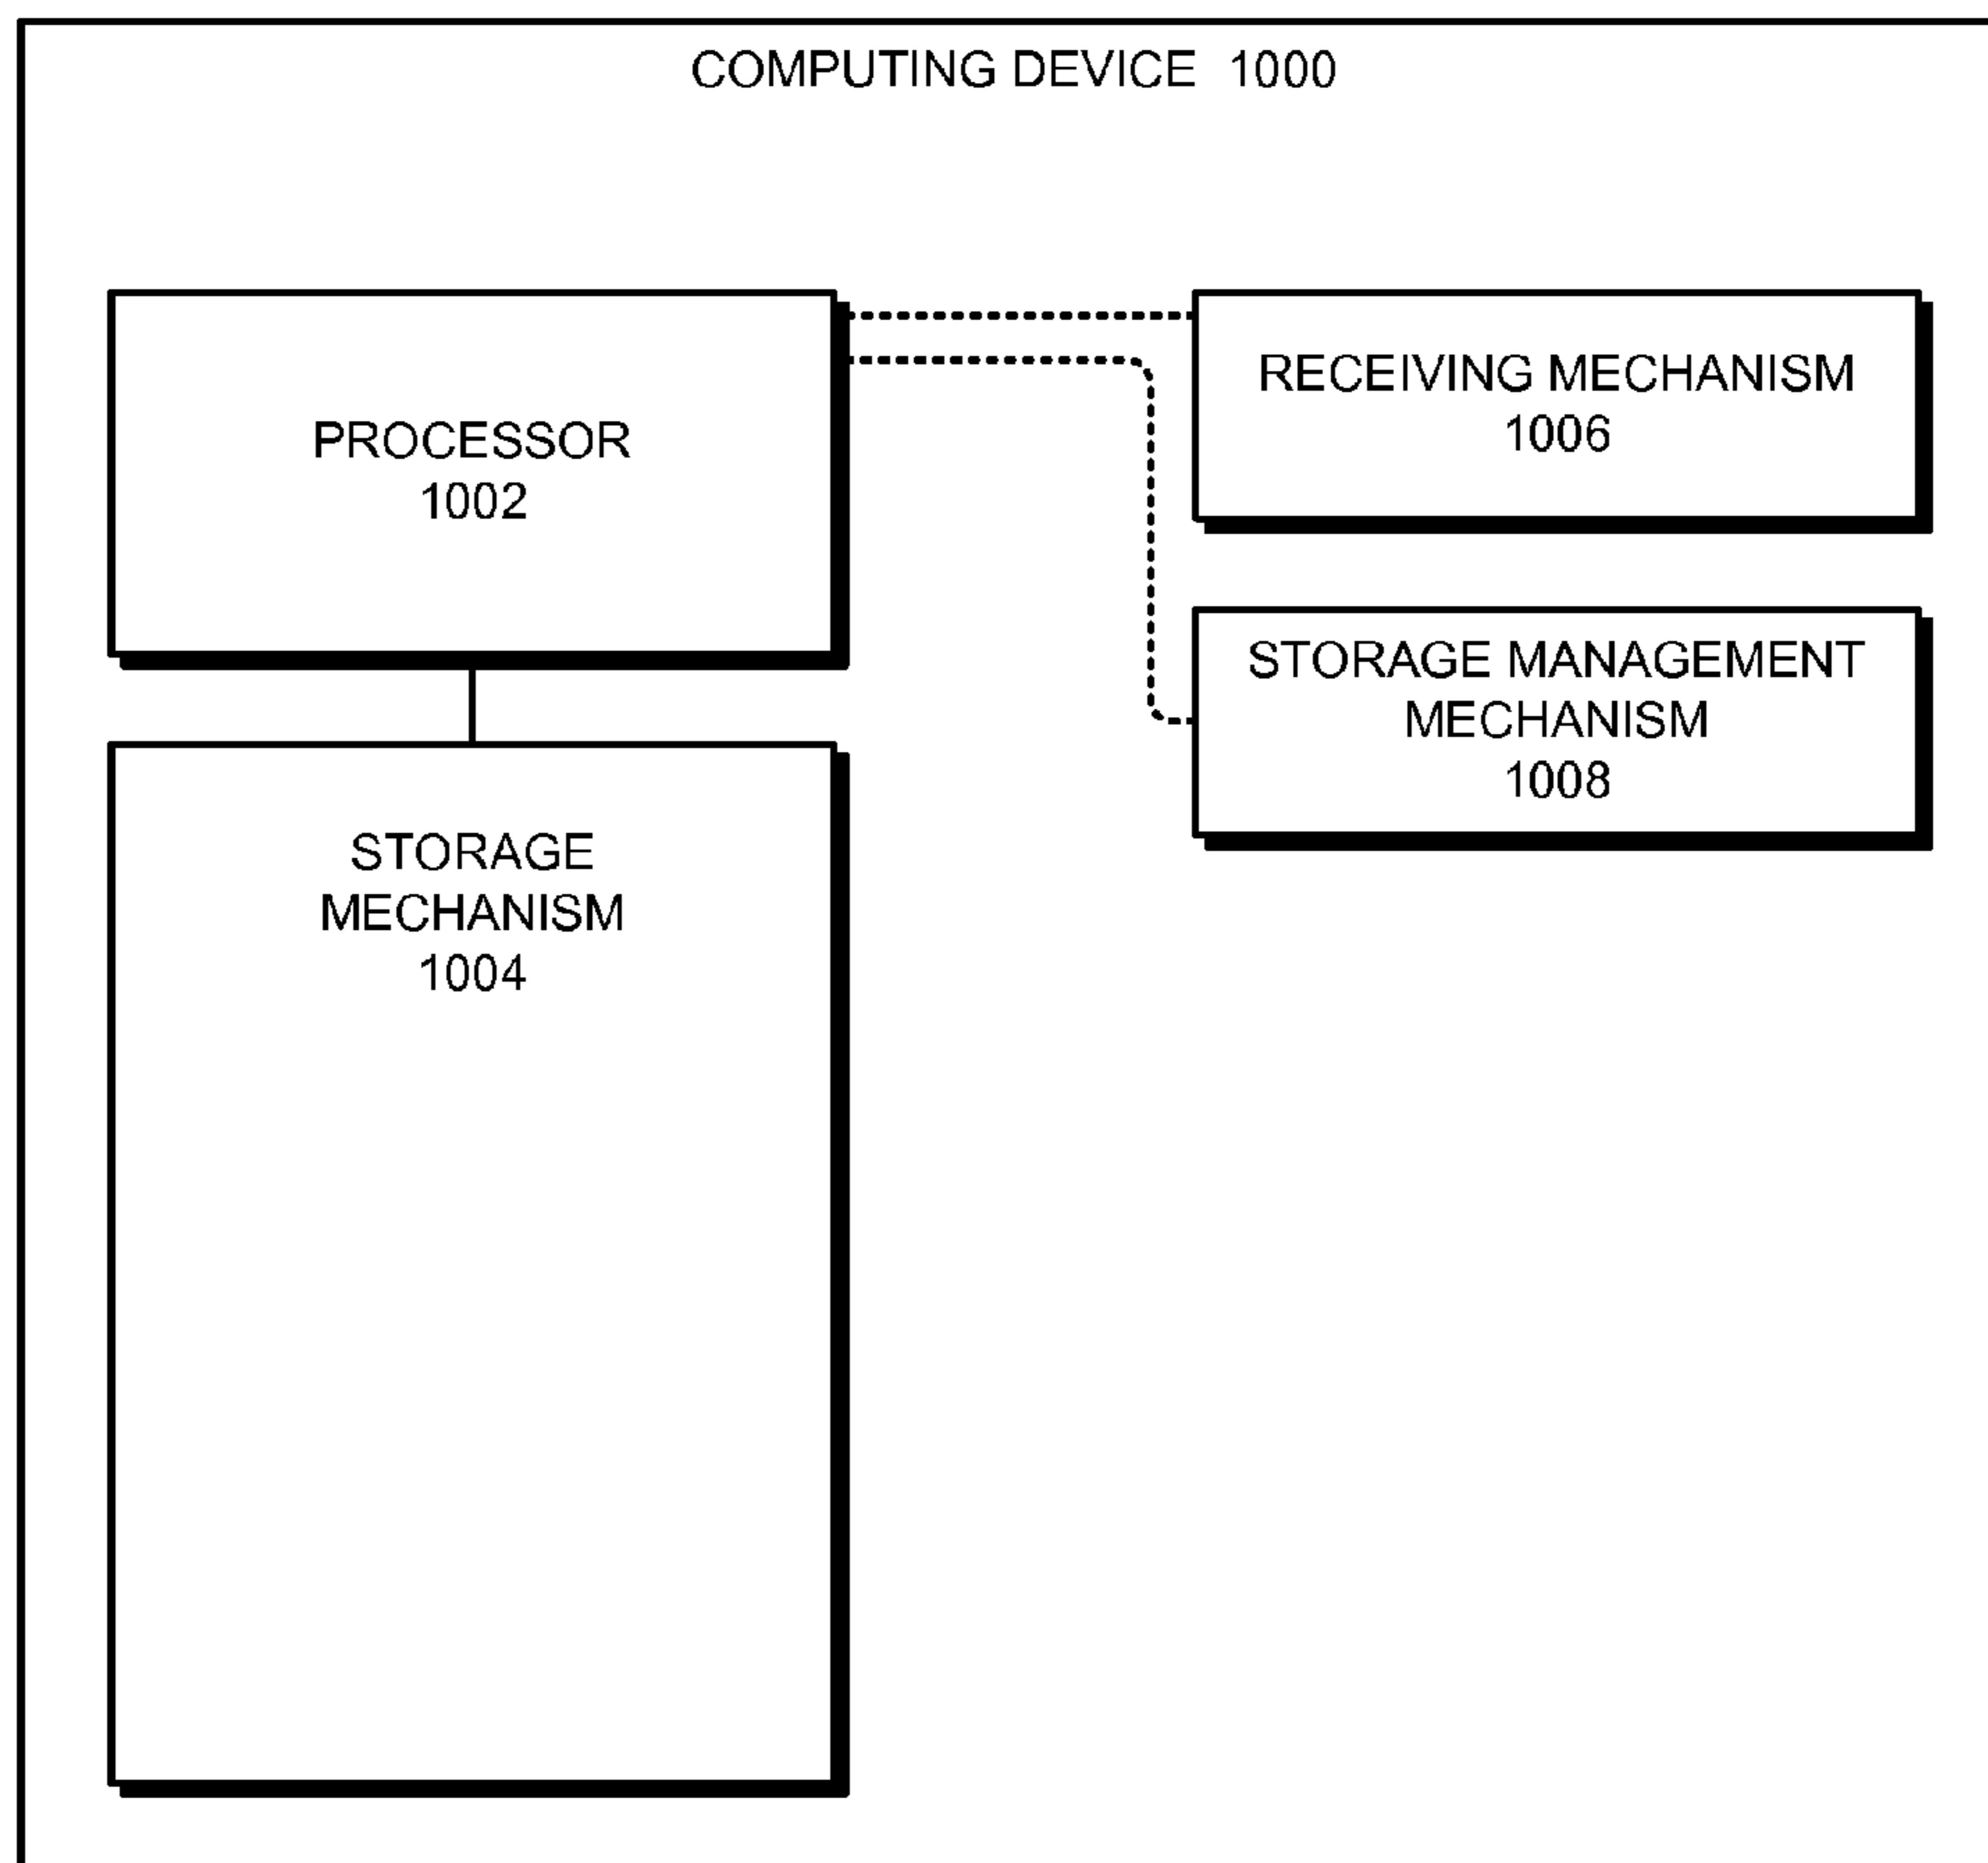 COMPUTING DEVICE 1000
PROCESSOR
1002
RECEIVING MECHANISM
1006
STORAGE MANAGEMENT
MECHANISM
1008
STORAGE
MECHANISM
1004